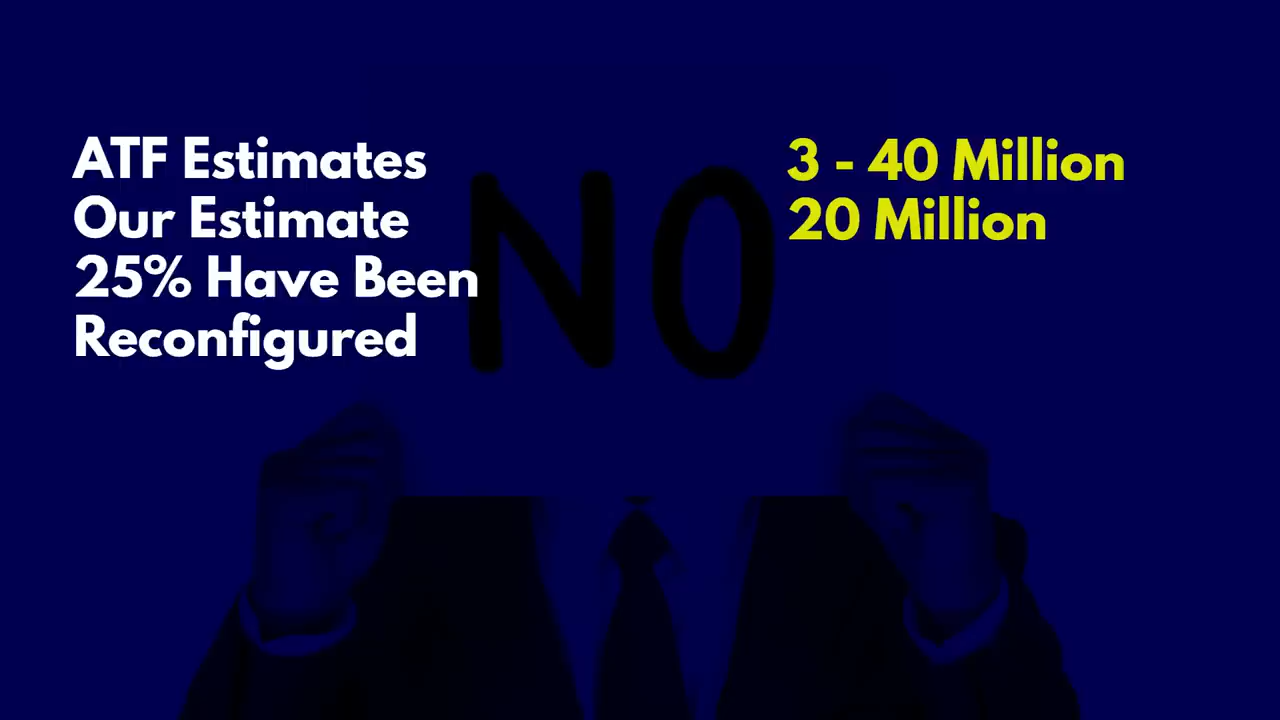 ATF Estimates 3 - 40 Million
Our Estimate 20 Million
25% Have Been
Reconfigured
NO